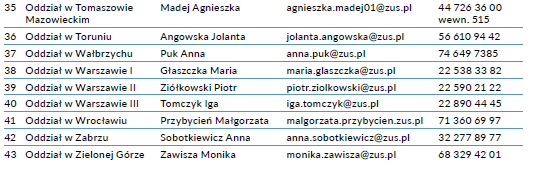 35 Oddział w Tomaszowie Madej Agnieszka agnieszka.madej01@zus.pl 44 726 36 00
Mazowieckim wewn. 515
36 Oddział w Toruniu Angowska Jolanta jolanta.angowska@zus.pl 56 610 94 42
37 Oddział w Wałbrzychu Puk Anna anna.puk@zus.pl 74 649 7385
38 Oddział w Warszawie I Głaszczka Maria maria.glaszczka@zus.pl 22 538 33 82
39 Oddział w Warszawie II Ziółkowski Piotr piotr.ziolkowski@zus.pl 22 590 21 22
40 Oddział w Warszawie III Tomczyk Iga iga.tomczyk@zus.pl 22 890 44 45
41 Oddział w Wrocławiu Przybycień Małgorzata malgorzata.przybycien.zus.pl 71 360 69 97
42 Oddział w Zabrzu Sobotkiewicz Anna anna.sobotkiewicz@zus.pl 32 277 89 77
43 Oddział w Zielonej Górze Zawisza Monika monika.zawisza@zus.pl 68 329 42 01